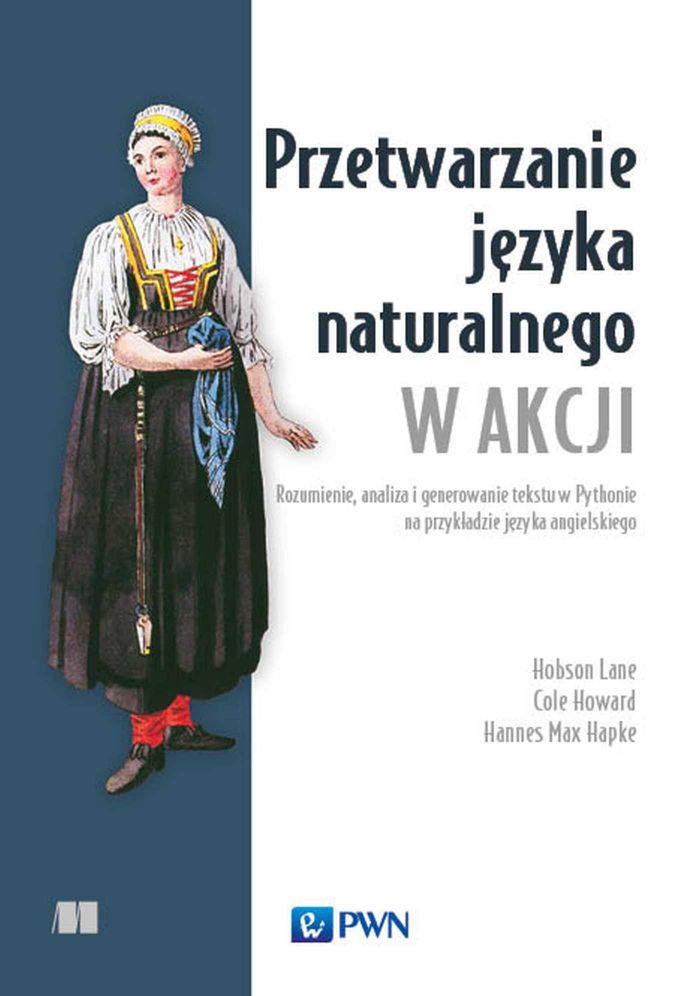 Przetwarzanie
języka
naturalnego
W AKCJI
Rozumienie, analiza i generowanie tekstu w Pythonie
na przykładzie języka angielskiego
Hobson Lane
Cole Howard
Hannes Max Hapke
PWN